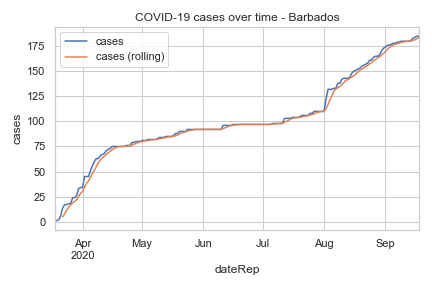 COVID-19 cases over time - Barbados
cases
cases (rolling)
cases
175
150
125
100
75
50
25
0
Apr May Jun Jul Aug Sep
2020
dateRep